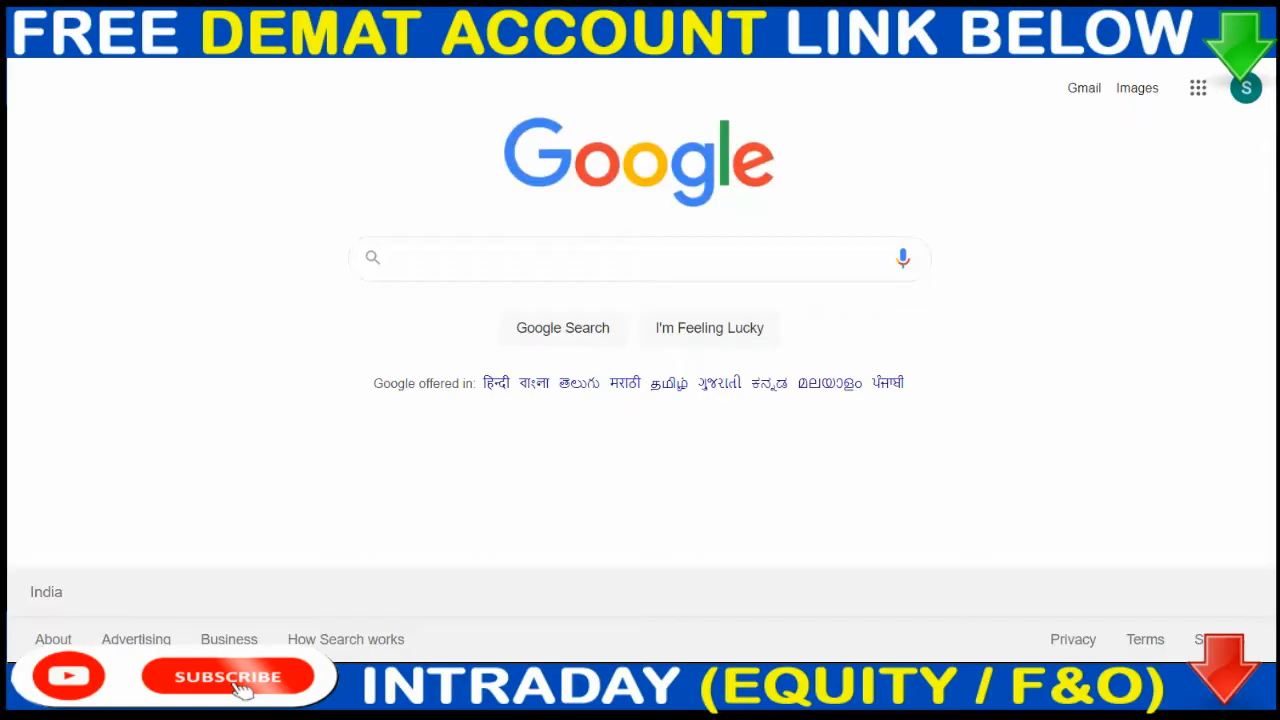 FREE DEMAT ACCOUNT LINK BELOW
Gmail Images
S
Google
Google Search I'm Feeling Lucky
Google offered in: हिन्दी বাংলা తెలుగు मराठी தமிழ் ગુજરાતી ಕನ್ನಡ മലയാളം ਪੰਜਾਬੀ
India
About Advertising Business How Search works Privacy Terms
SUBSCRIBE
INTRADAY (EQUITY / F&O)